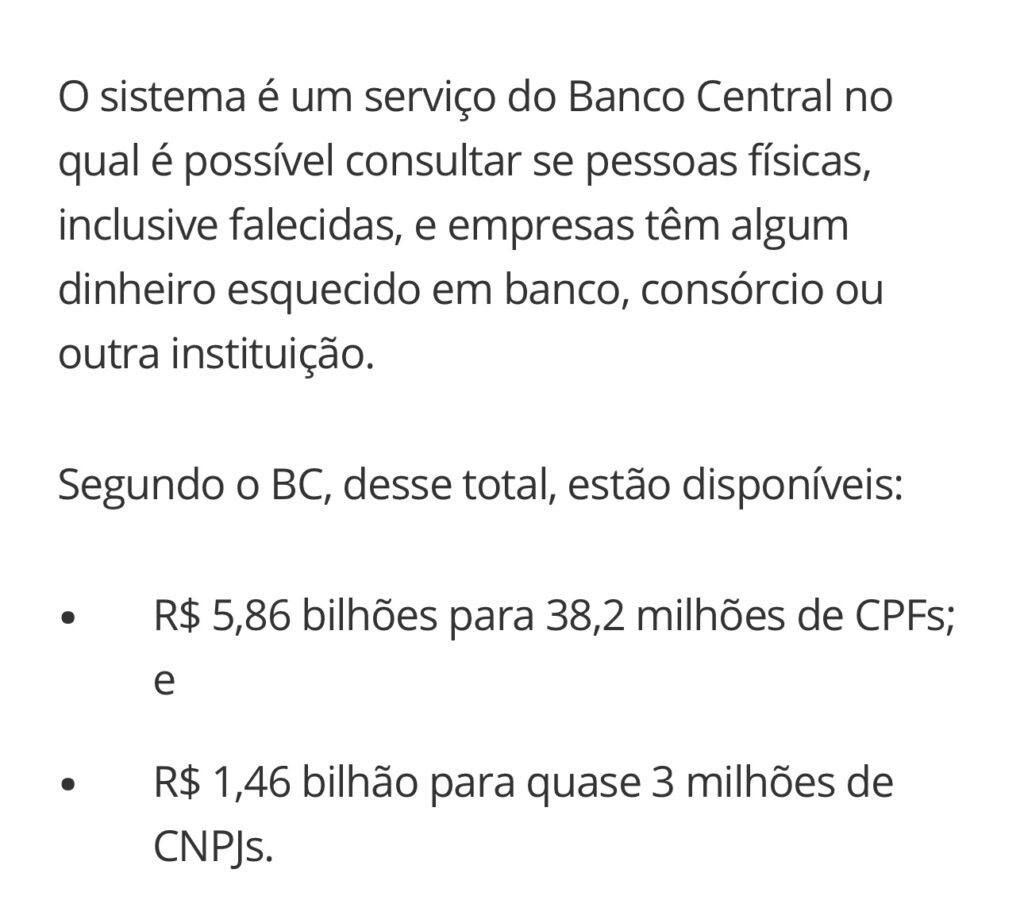 O sistema é um serviço do Banco Central no
qual é possível consultar se pessoas físicas,
inclusive falecidas, e empresas têm algum
dinheiro esquecido em banco, consórcio ou
outra instituição.
Segundo o BC, desse total, estão disponíveis:
• R$ 5,86 bilhões para 38,2 milhões de CPFs;
e
• R$ 1,46 bilhão para quase 3 milhões de
CNPJs.